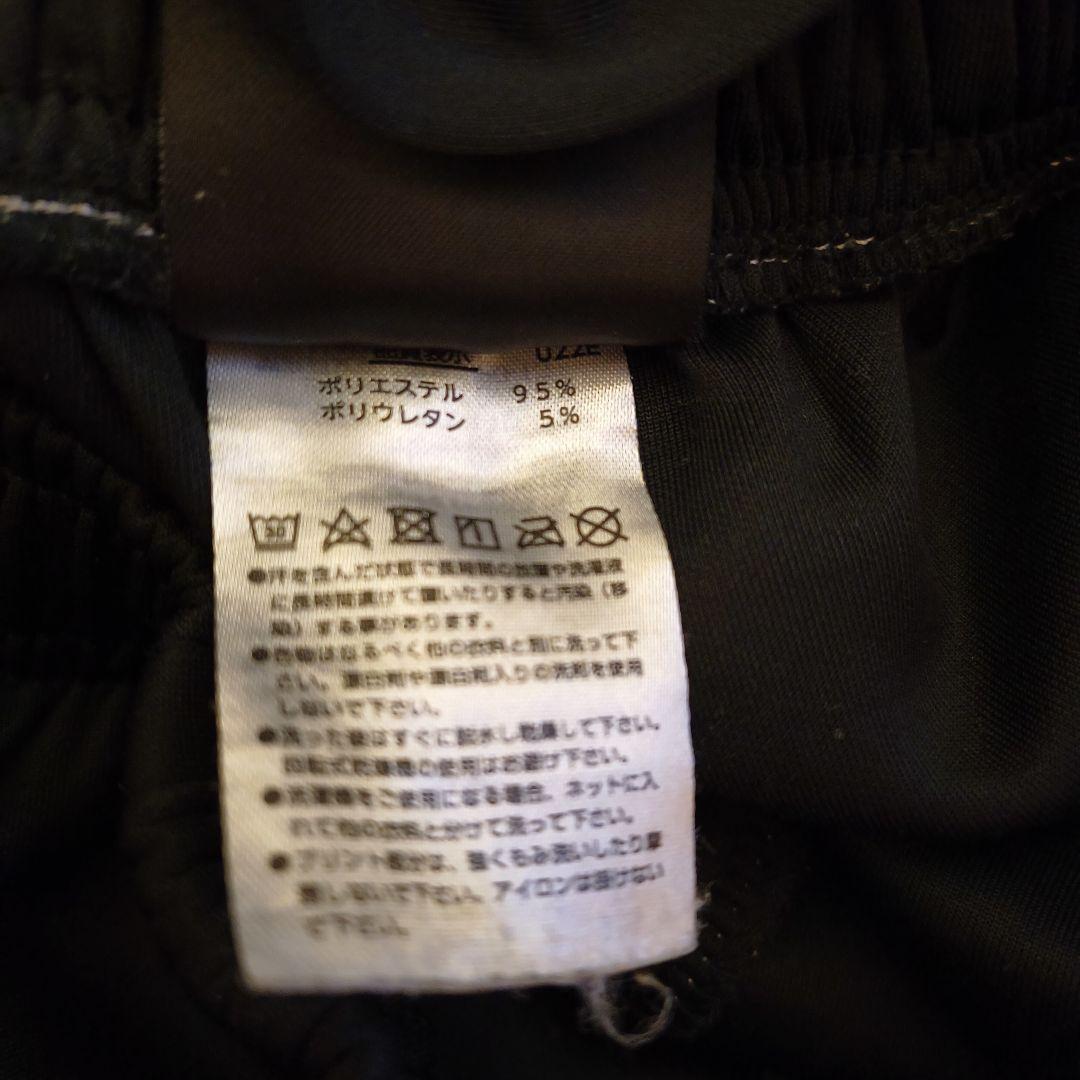 品質表示 UZZE
ポリエステル 95%
ポリウレタン 5%
30
●汗を含んだ状態で長時間の放置や洗濯液
に長時間漬けて置いたりすると汚染(移
染)する事があります。
●色物はなるべく他の衣料と別に洗って下
さい。漂白剤や漂白剤入りの洗剤を使用
しないで下さい。
●洗った後はすぐに脱水し乾燥して下さい。
回転式乾燥機の使用はお避け下さい。
●洗濯機をご使用になる場合、ネットに入
れて他の衣料と分けて洗って下さい。
●プリント部分は、強くもみ洗いしたり摩
擦しないで下さい。アイロンは掛けない
で下さい。